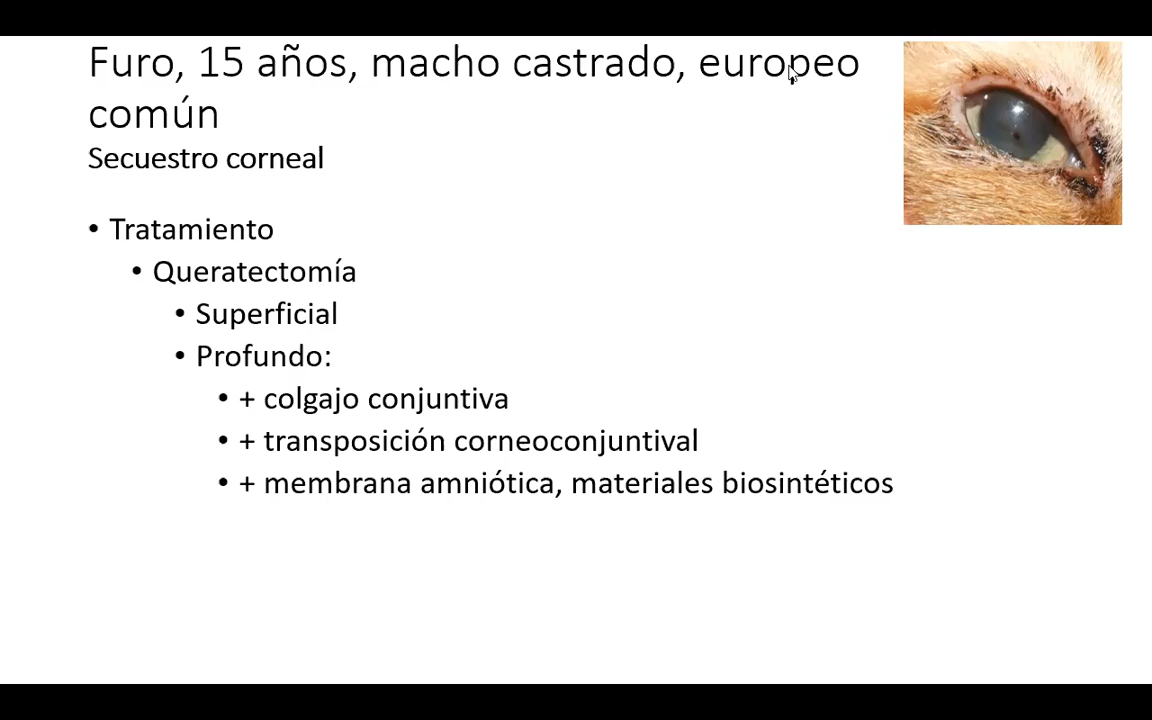 Furo, 15 años, macho castrado, europeo
común
Secuestro corneal
• Tratamiento
• Queratectomía
• Superficial
• Profundo:
• + colgajo conjuntiva
• + transposición corneoconjuntival
• + membrana amniótica, materiales biosintéticos